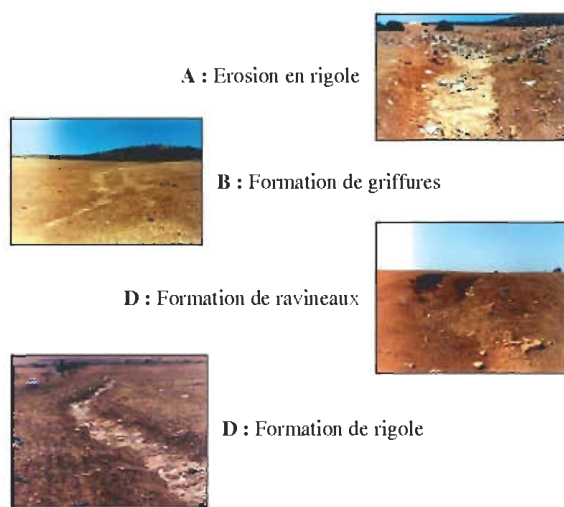 A : Erosion en rigole
B : Formation de griffures
D : Formation de ravineaux
D : Formation de rigole